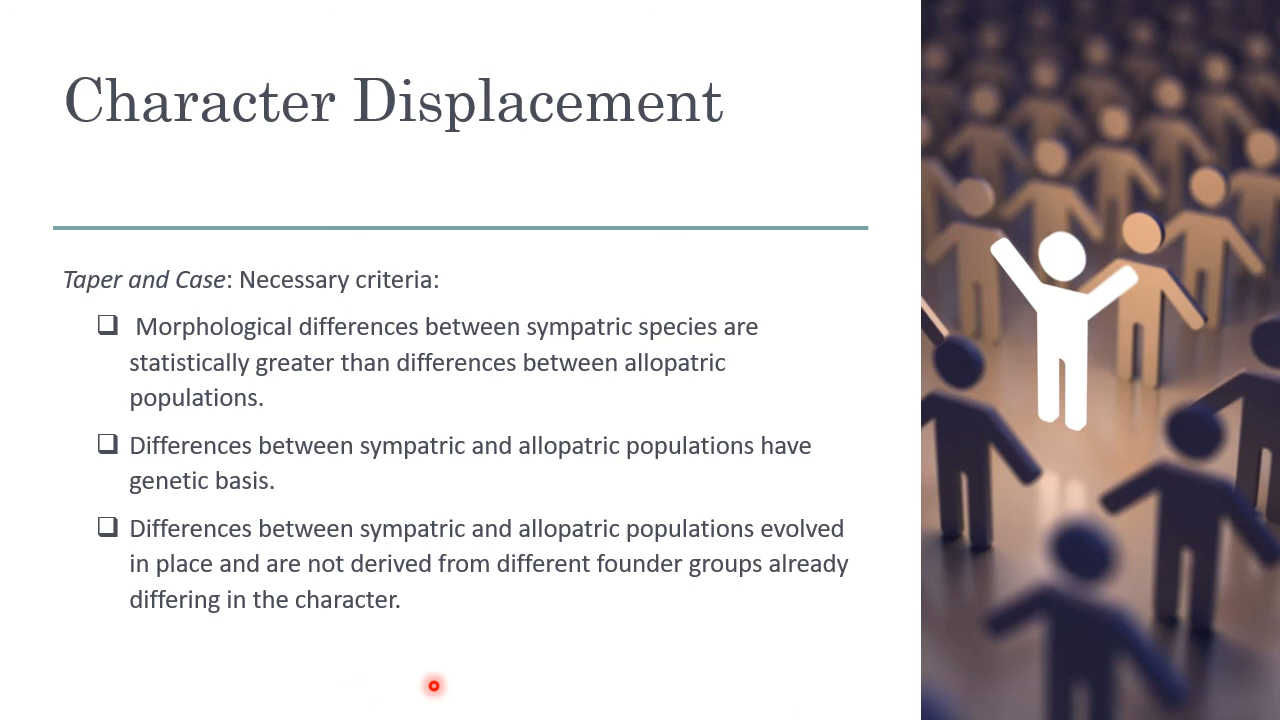 Character Displacement
Taper and Case: Necessary criteria:
Morphological differences between sympatric species are
statistically greater than differences between allopatric
populations.
Differences between sympatric and allopatric populations have
genetic basis.
Differences between sympatric and allopatric populations evolved
in place and are not derived from different founder groups already
differing in the character.